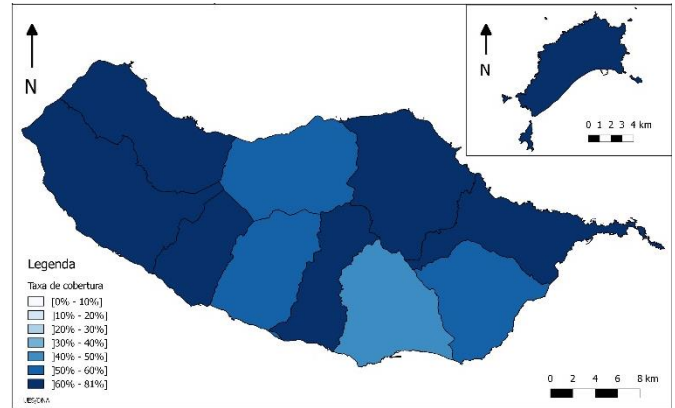 N
N
0 1 2 3 4 km
Legenda
Taxa de cobertura
[0% - 10%]
]10% - 20%]
]20% - 30%]
]30% - 40%]
]40% - 50%]
]50% - 60%]
]60% - 81%]
0 2 4 6 8 km